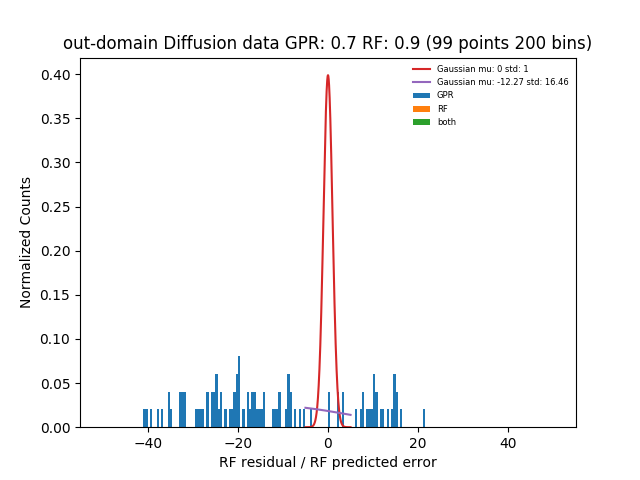 out-domain Diffusion data GPR: 0.7 RF: 0.9 (99 points 200 bins)
Gaussian mu: 0 std: 1
Gaussian mu: -12.27 std: 16.46
GPR
RF
both
Normalized Counts
0.40
0.35
0.30
0.25
0.20
0.15
0.10
0.05
0.00
−40 −20 0 20 40
RF residual / RF predicted error